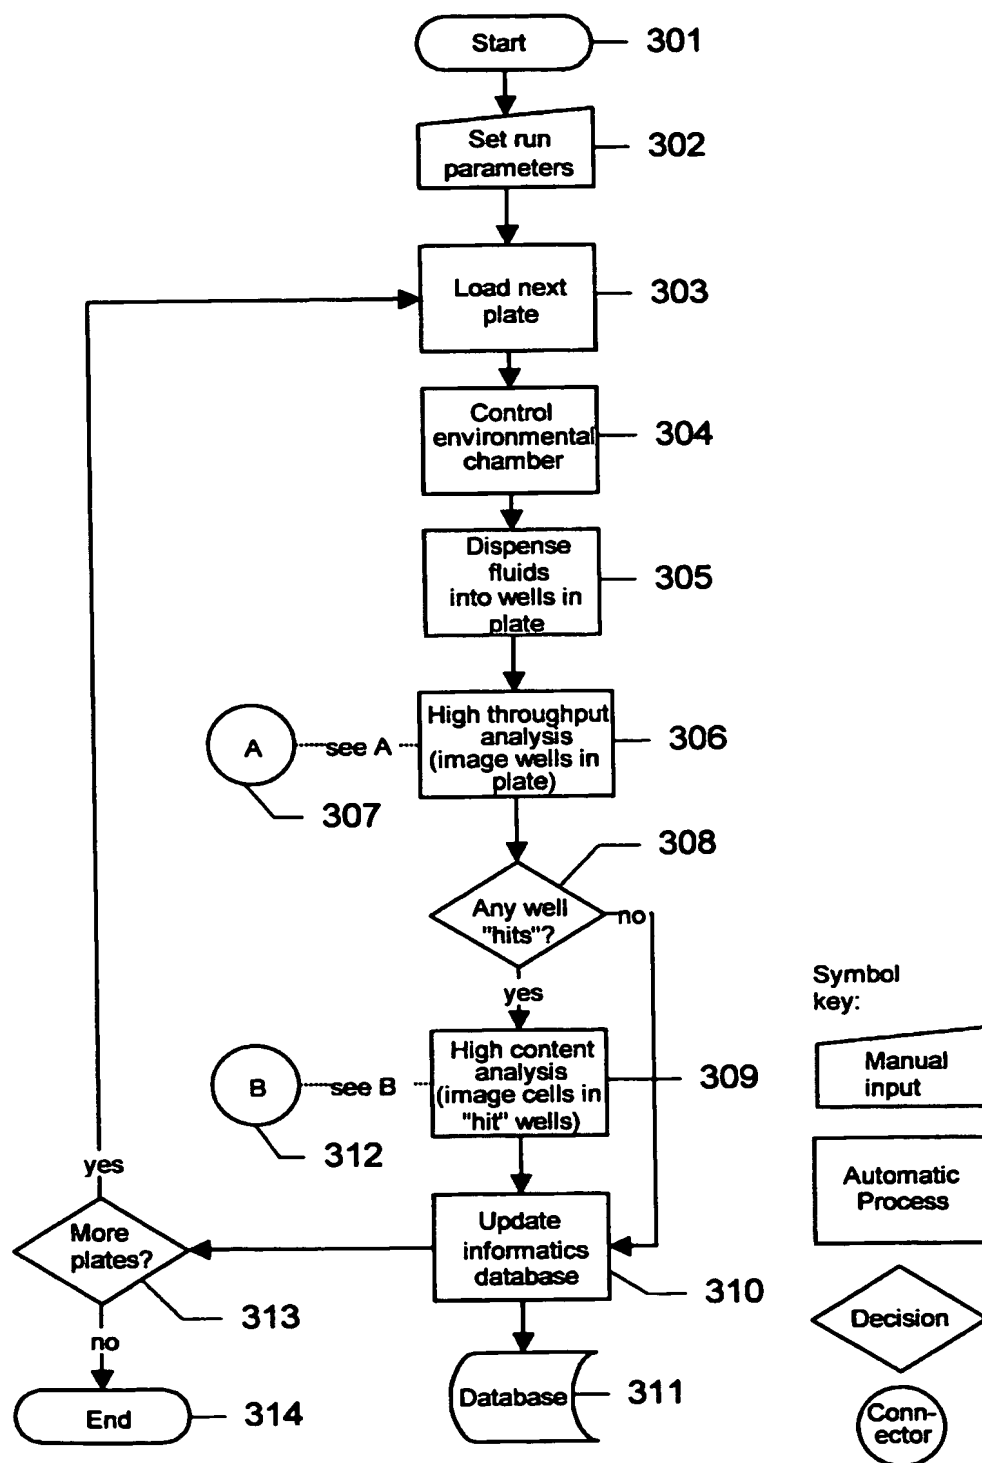 Start
301
Set run
parameters
302
Load next
plate
303
Control
environmental
chamber
304
Dispense
fluids
into wells in
plate
305
A
see A
307
High throughput
analysis
(image wells in
plate)
306
308
Any well
"hits"?
no
yes
B
see B
312
High content
analysis
(image cells in
"hit" wells)
309
yes
More
plates?
313
no
Update
informatics
database
310
End
314
Database
311
Symbol
key:
Manual
input
Automatic
Process
Decision
Conn-
ector